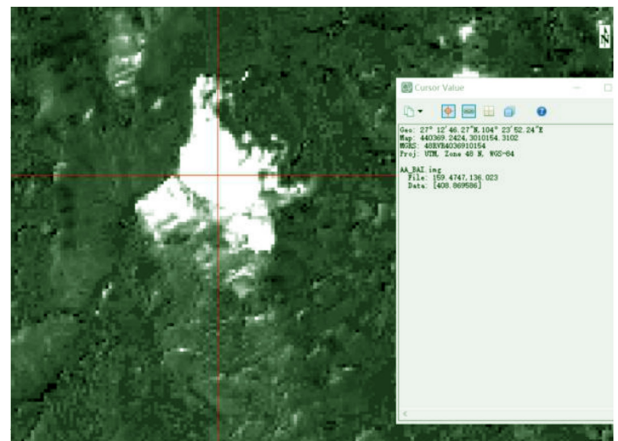 N
Cursor Value
Geo: 27° 12'46.27"N,104° 23'52.24"E
Map: 440369.2424,3010154.3102
MGRS: 48RVR4036910154
Proj: UTM, Zone 48 N, WGS-84
AA_BAI.img
File: [59.4747,136.023
Data: [408.869586]